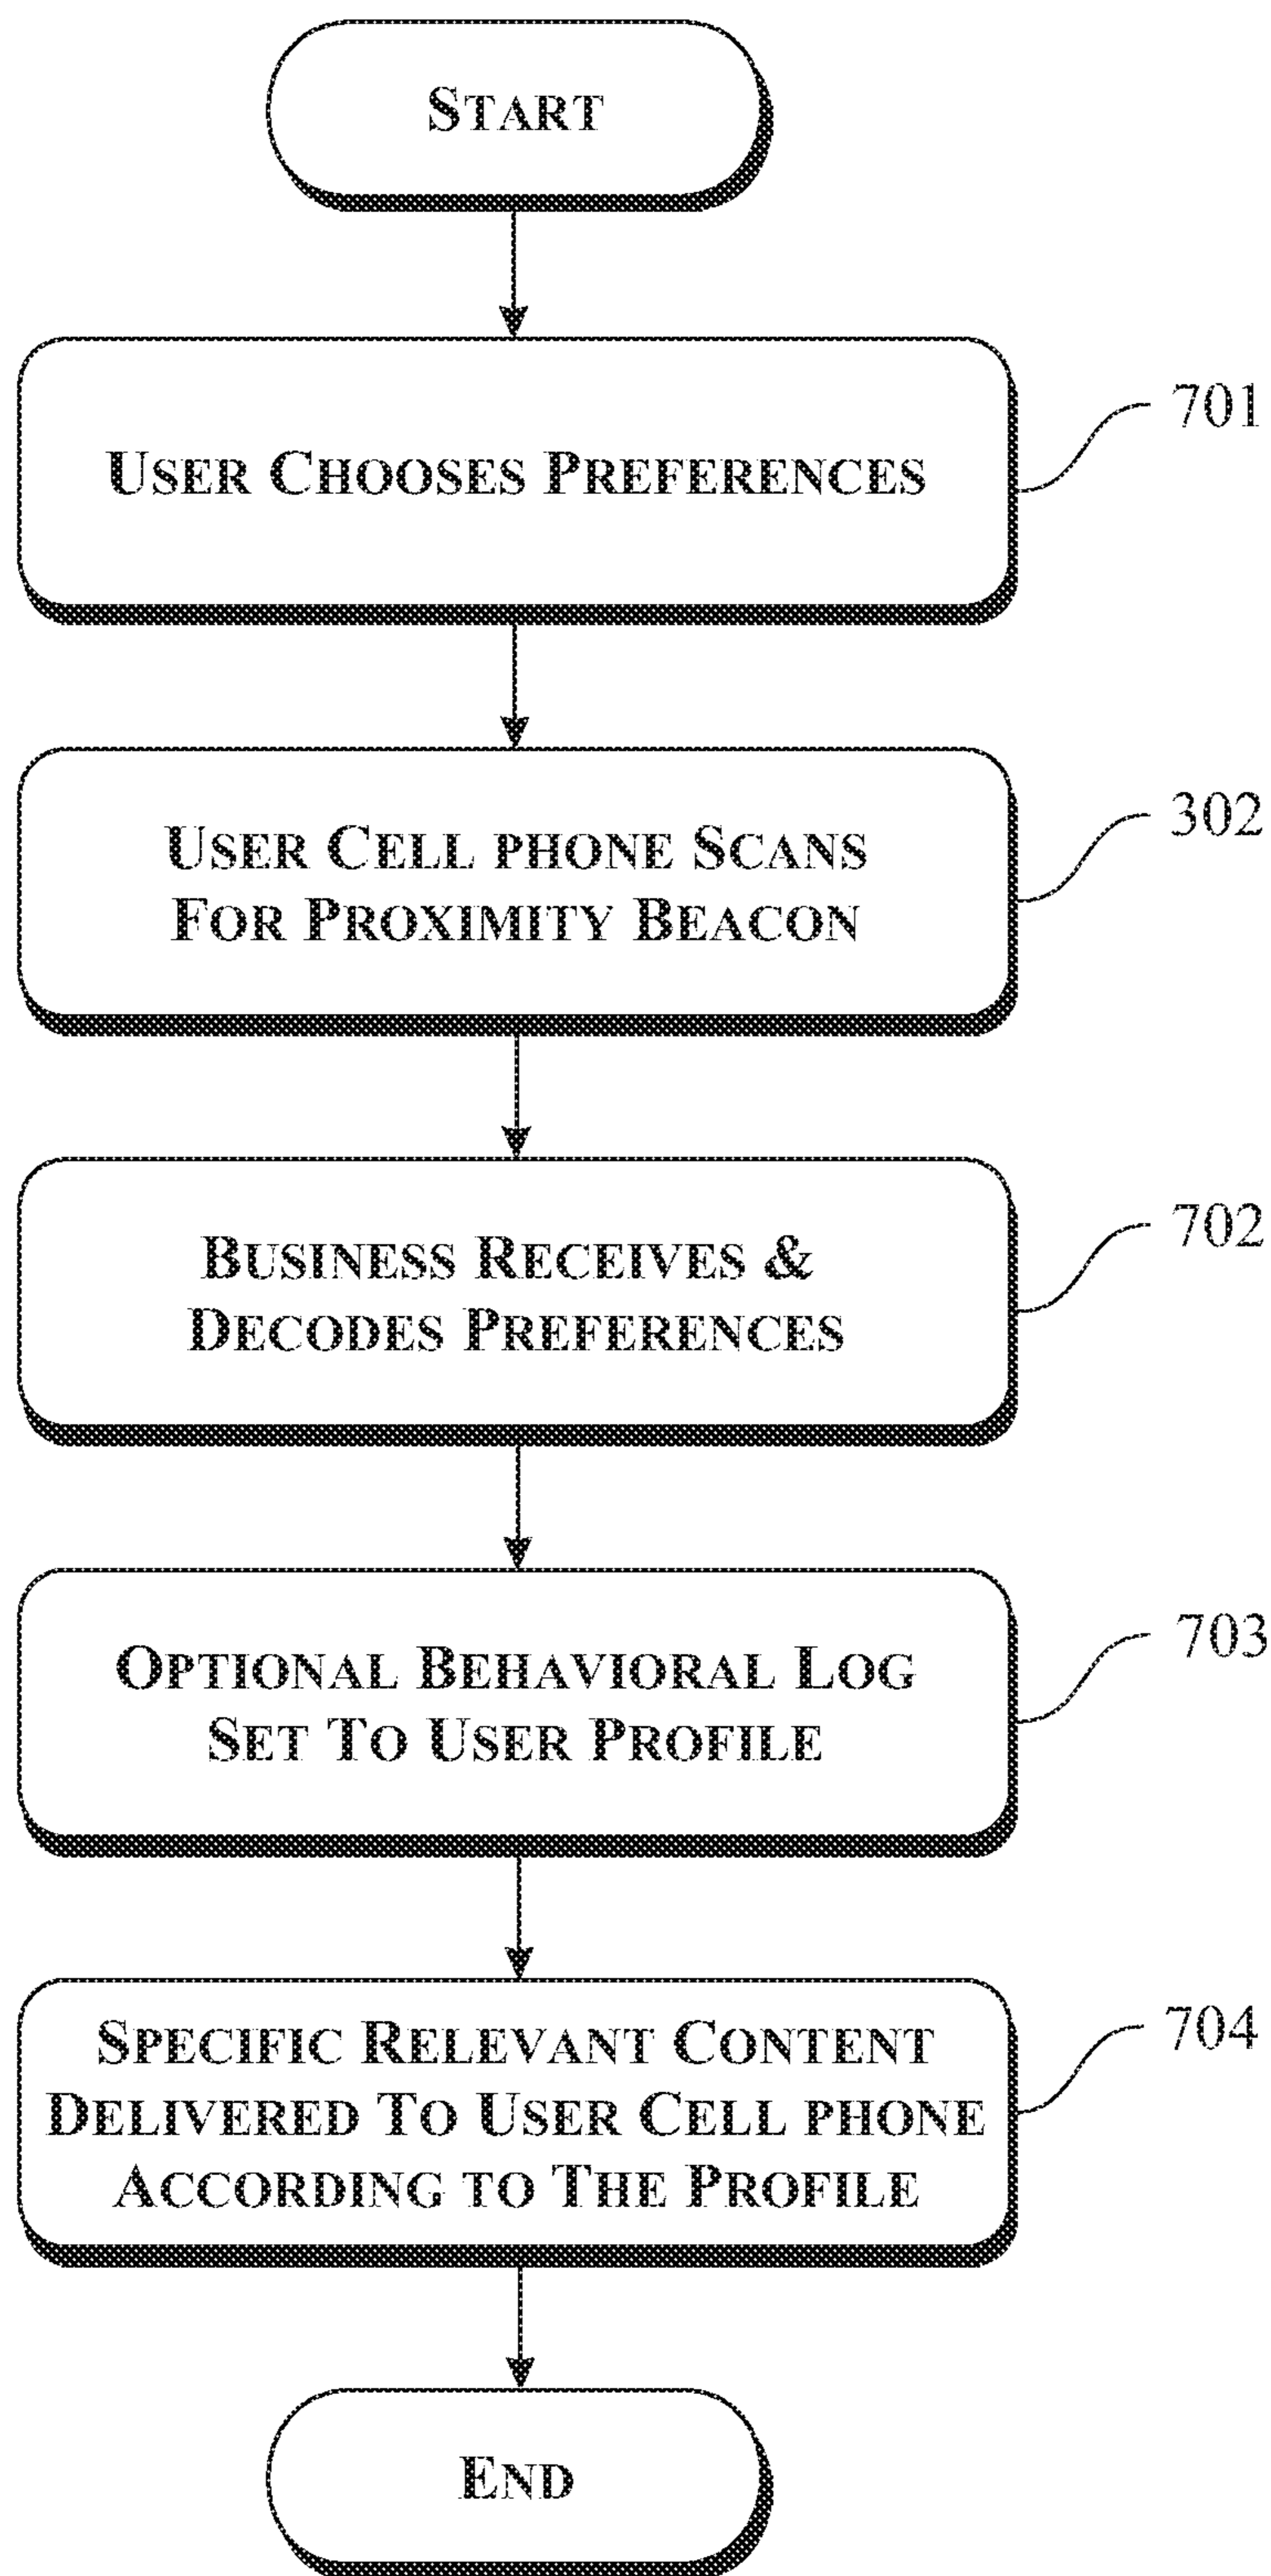 START
USER CHOOSES PREFERENCES
701
USER CELL PHONE SCANS
FOR PROXIMITY BEACON
302
BUSINESS RECEIVES &
DECODES PREFERENCES
702
OPTIONAL BEHAVIORAL LOG
SET TO USER PROFILE
703
SPECIFIC RELEVANT CONTENT
DELIVERED TO USER CELL PHONE
ACCORDING TO THE PROFILE
704
END